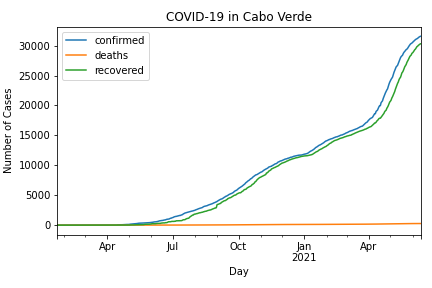 COVID-19 in Cabo Verde
confirmed
deaths
recovered
Number of Cases
30000
25000
20000
15000
10000
5000
0
Apr
Jul
Oct
Jan
2021
Apr
Day